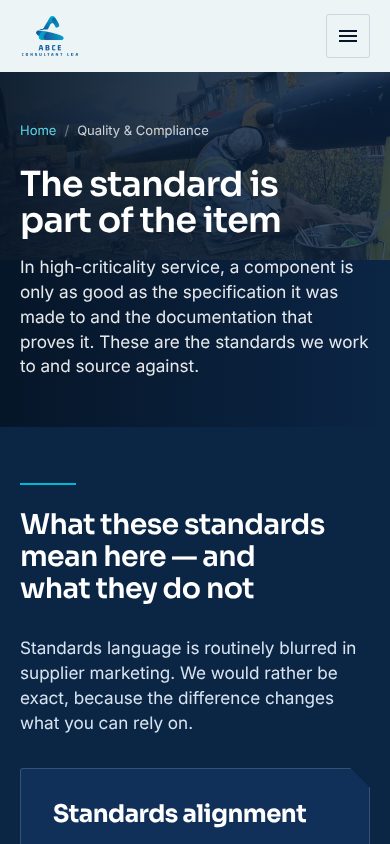 ABCE
CONSULTANT LDA
Home / Quality & Compliance
The standard is
part of the item
In high-criticality service, a component is
only as good as the specification it was
made to and the documentation that
proves it. These are the standards we work
to and source against.
What these standards
mean here — and
what they do not
Standards language is routinely blurred in
supplier marketing. We would rather be
exact, because the difference changes
what you can rely on.
Standards alignment